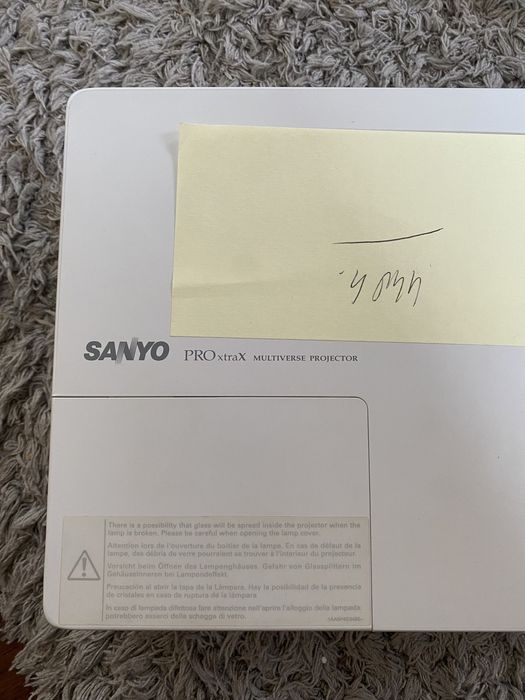 SANYO PROxtraX MULTIVERSE PROJECTOR
There is a possibility that glass will be spread inside the projector when the
lamp is broken. Please be careful when opening the lamp cover.
Attention lors de l'ouverture du boitier de la lampe. En cas de défaut de la
lampe, des débris de verre pourraient se trouver à l'interieur du projecteur.
Vorsicht beim Öffnen des Lampenghäuses. Gefahr von Glassplittern im
Gehäuseinneren bei Lampendeffekt.
Precaución al abrir la tapa de la Lámpara. Hay la posibilidad de la presencia
de cristales en caso de ruptura de la lámpara
In caso di lampada difettosa fare attenzione nell'aprire l'alloggio della lampada
potrebbero esserci delle schegge di vetro.